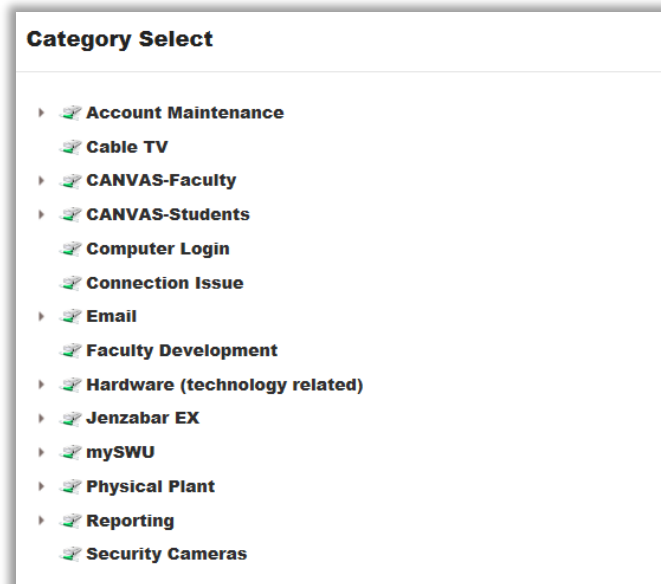 Category Select
Account Maintenance
Cable TV
CANVAS-Faculty
CANVAS-Students
Computer Login
Connection Issue
Email
Faculty Development
Hardware (technology related)
Jenzabar EX
mySWU
Physical Plant
Reporting
Security Cameras